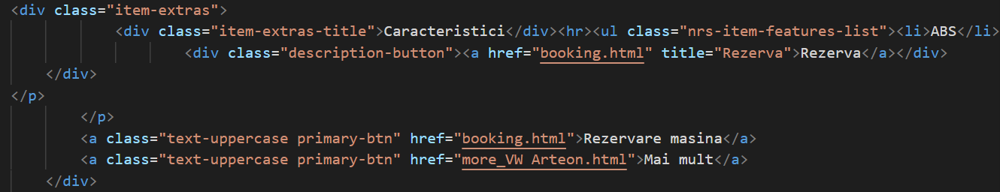 <div class="item-extras">
<div class="item-extras-title">Caracteristici</div><hr><ul class="nrs-item-features-list"><li>ABS</li>
<div class="description-button"><a href="booking.html" title="Rezerva">Rezerva</a></div>
</div>
</p>
</p>
<a class="text-uppercase primary-btn" href="booking.html">Rezervare masina</a>
<a class="text-uppercase primary-btn" href="more_VW Arteon.html">Mai mult</a>
</div>